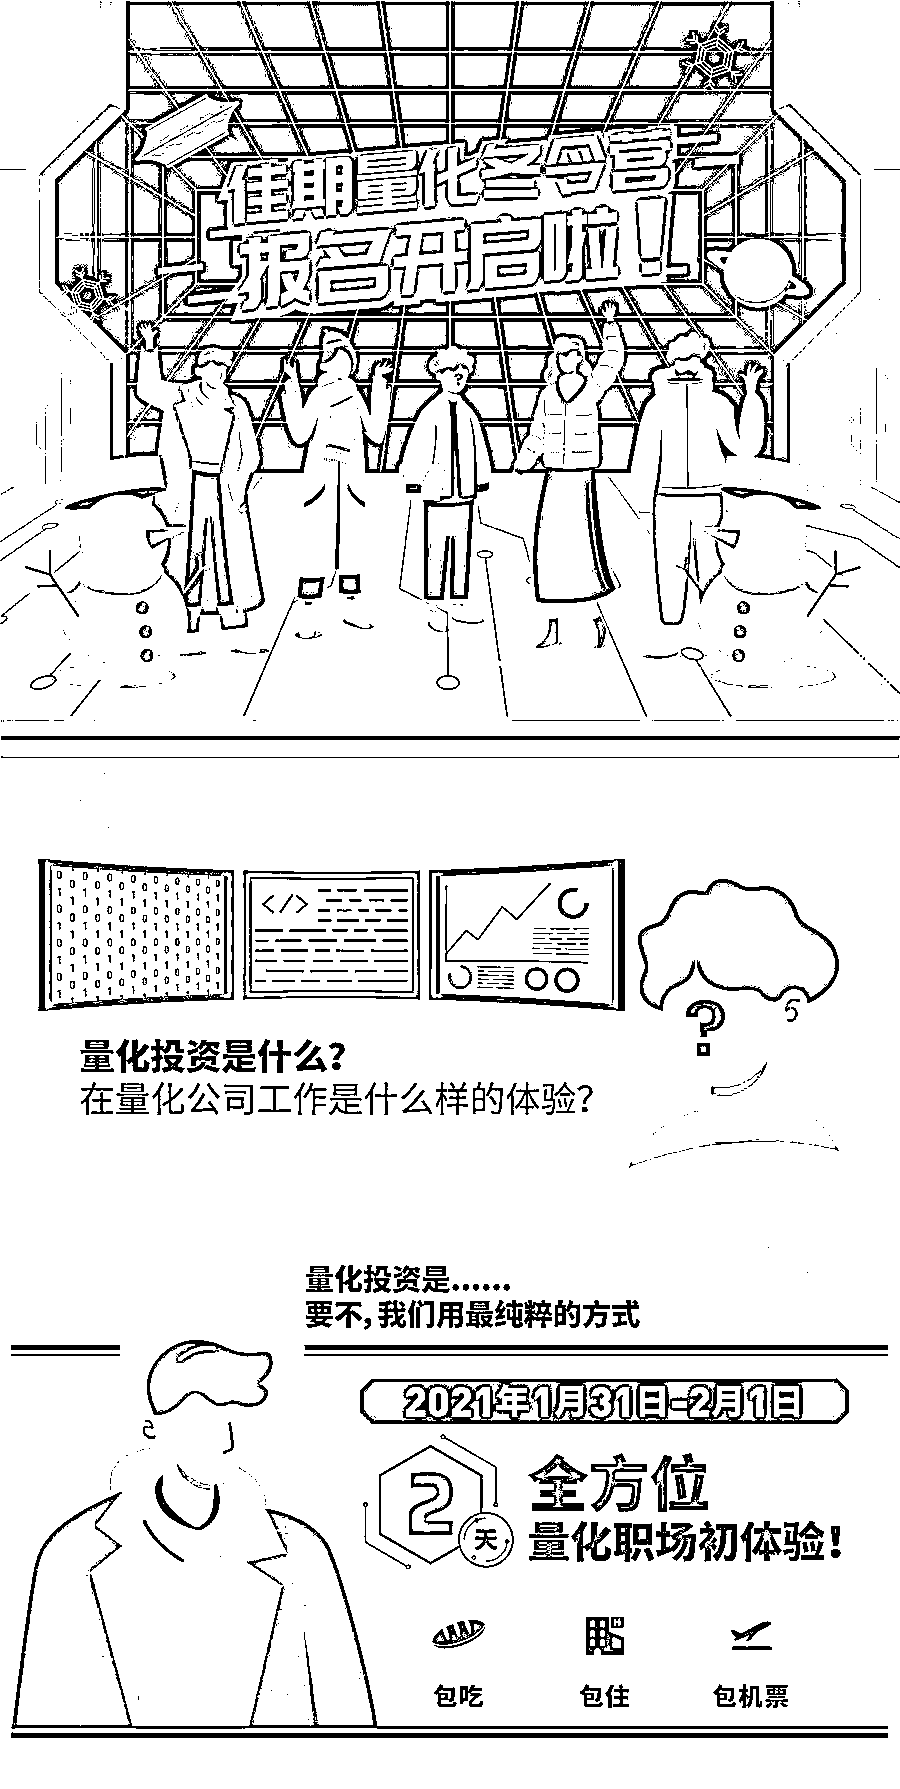 佳期量化冬令营
报名开启啦！
</>
量化投资是什么？
在量化公司工作是什么样的体验？
量化投资是……
要不，我们用最纯粹的方式
2021年1月31日-2月1日
2天
全方位
量化职场初体验！
包吃 包住 包机票